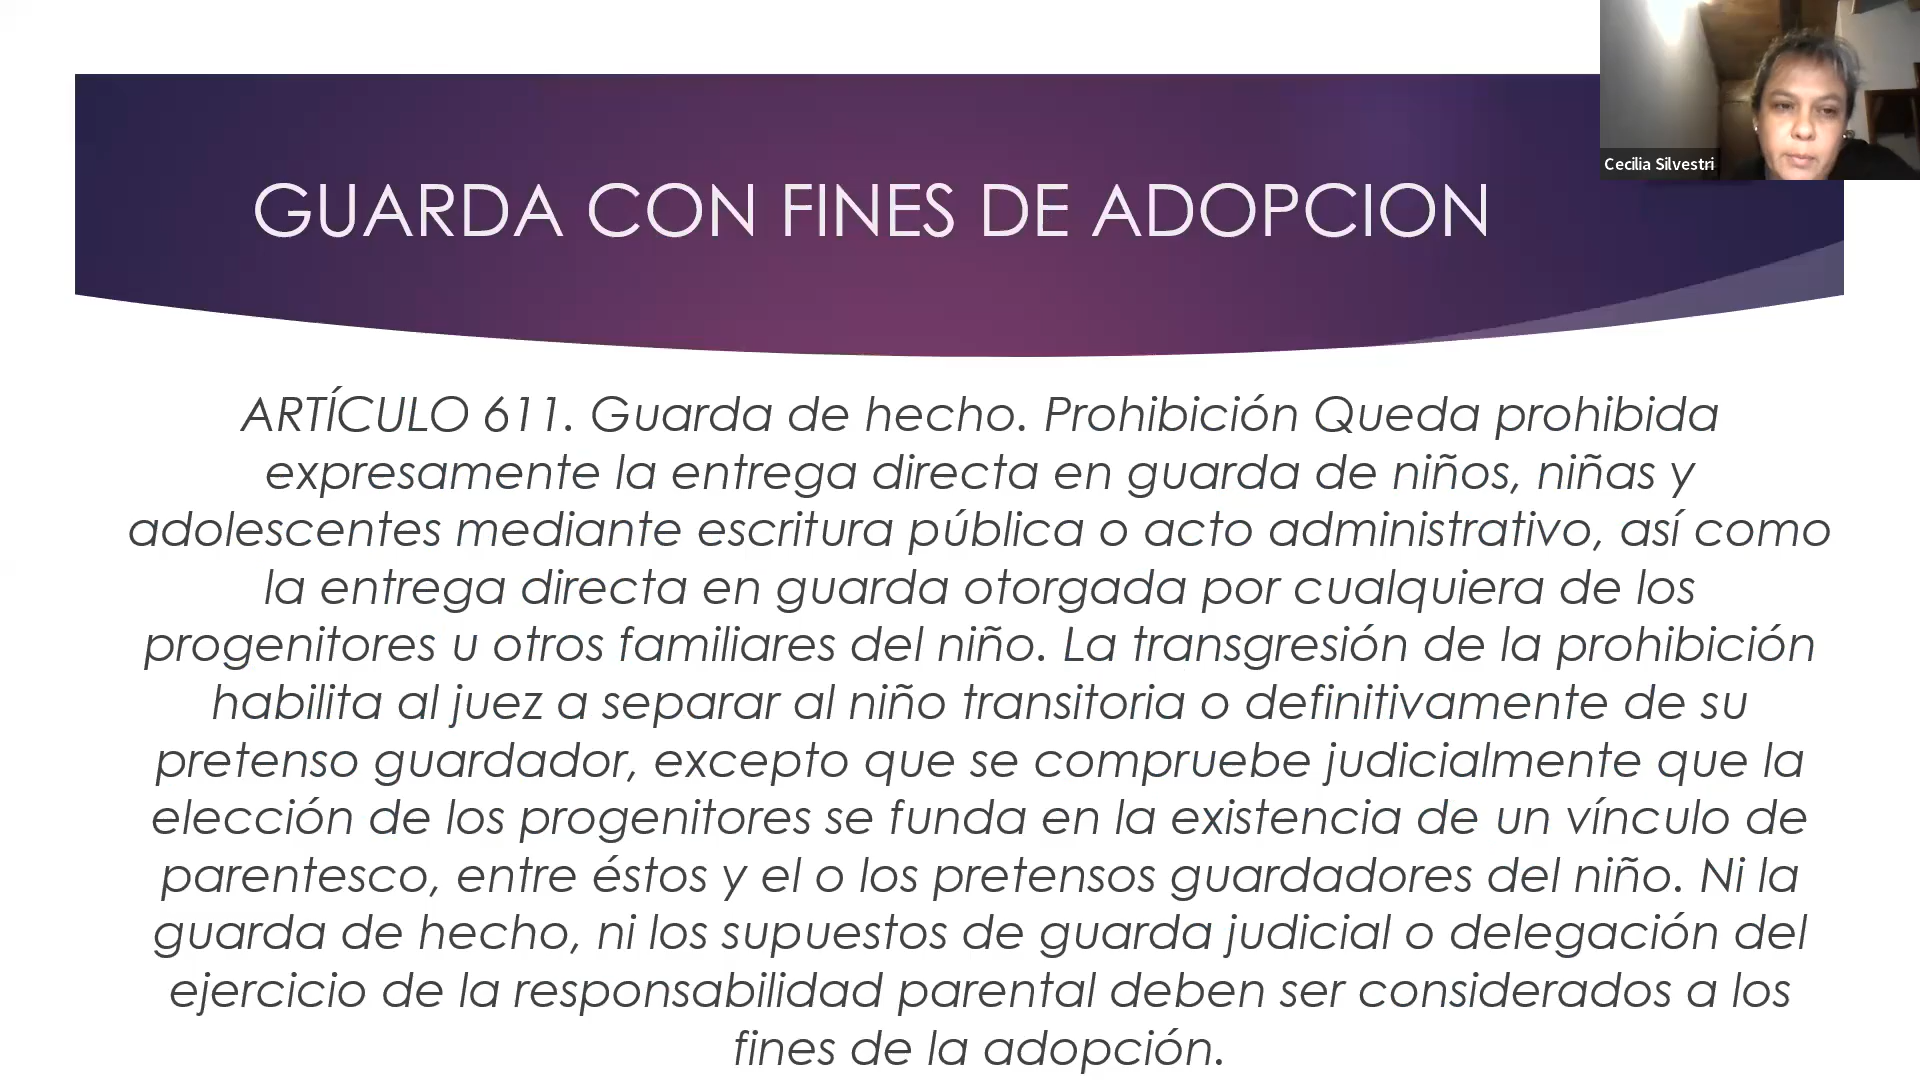 Cecilia Silvestri
GUARDA CON FINES DE ADOPCION
ARTÍCULO 611. Guarda de hecho. Prohibición Queda prohibida
expresamente la entrega directa en guarda de niños, niñas y
adolescentes mediante escritura pública o acto administrativo, así como
la entrega directa en guarda otorgada por cualquiera de los
progenitores u otros familiares del niño. La transgresión de la prohibición
habilita al juez a separar al niño transitoria o definitivamente de su
pretenso guardador, excepto que se compruebe judicialmente que la
elección de los progenitores se funda en la existencia de un vínculo de
parentesco, entre éstos y el o los pretensos guardadores del niño. Ni la
guarda de hecho, ni los supuestos de guarda judicial o delegación del
ejercicio de la responsabilidad parental deben ser considerados a los
fines de la adopción.